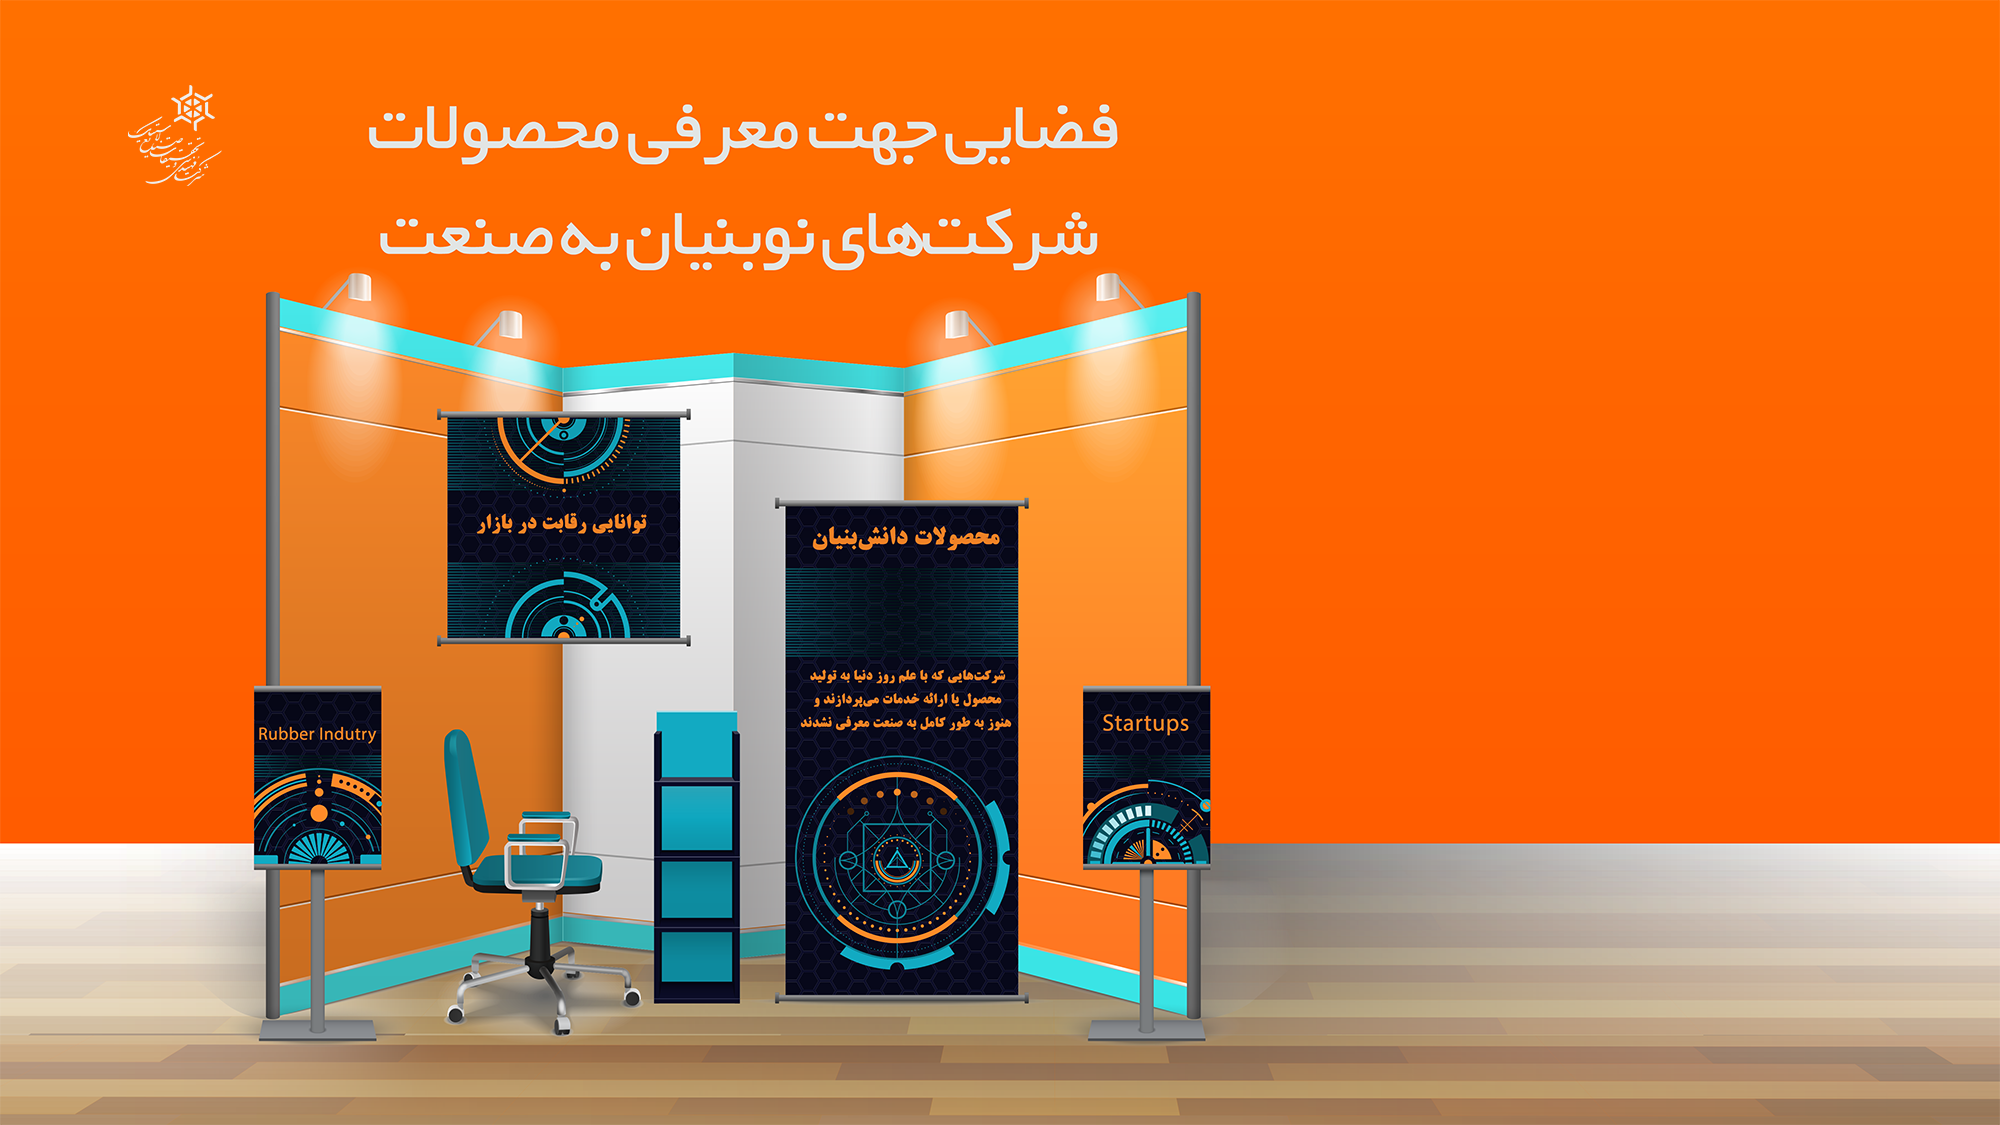 فضایی جهت معرفی محصولات
شرکت‌های نوبنیان به صنعت
توانایی رقابت در بازار
محصولات دانش‌بنیان
شرکت‌هایی که با علم روز دنیا به تولید
محصول یا ارائه خدمات می‌پردازند و
هنوز به طور کامل به صنعت معرفی نشدند
Rubber Indutry
Startups